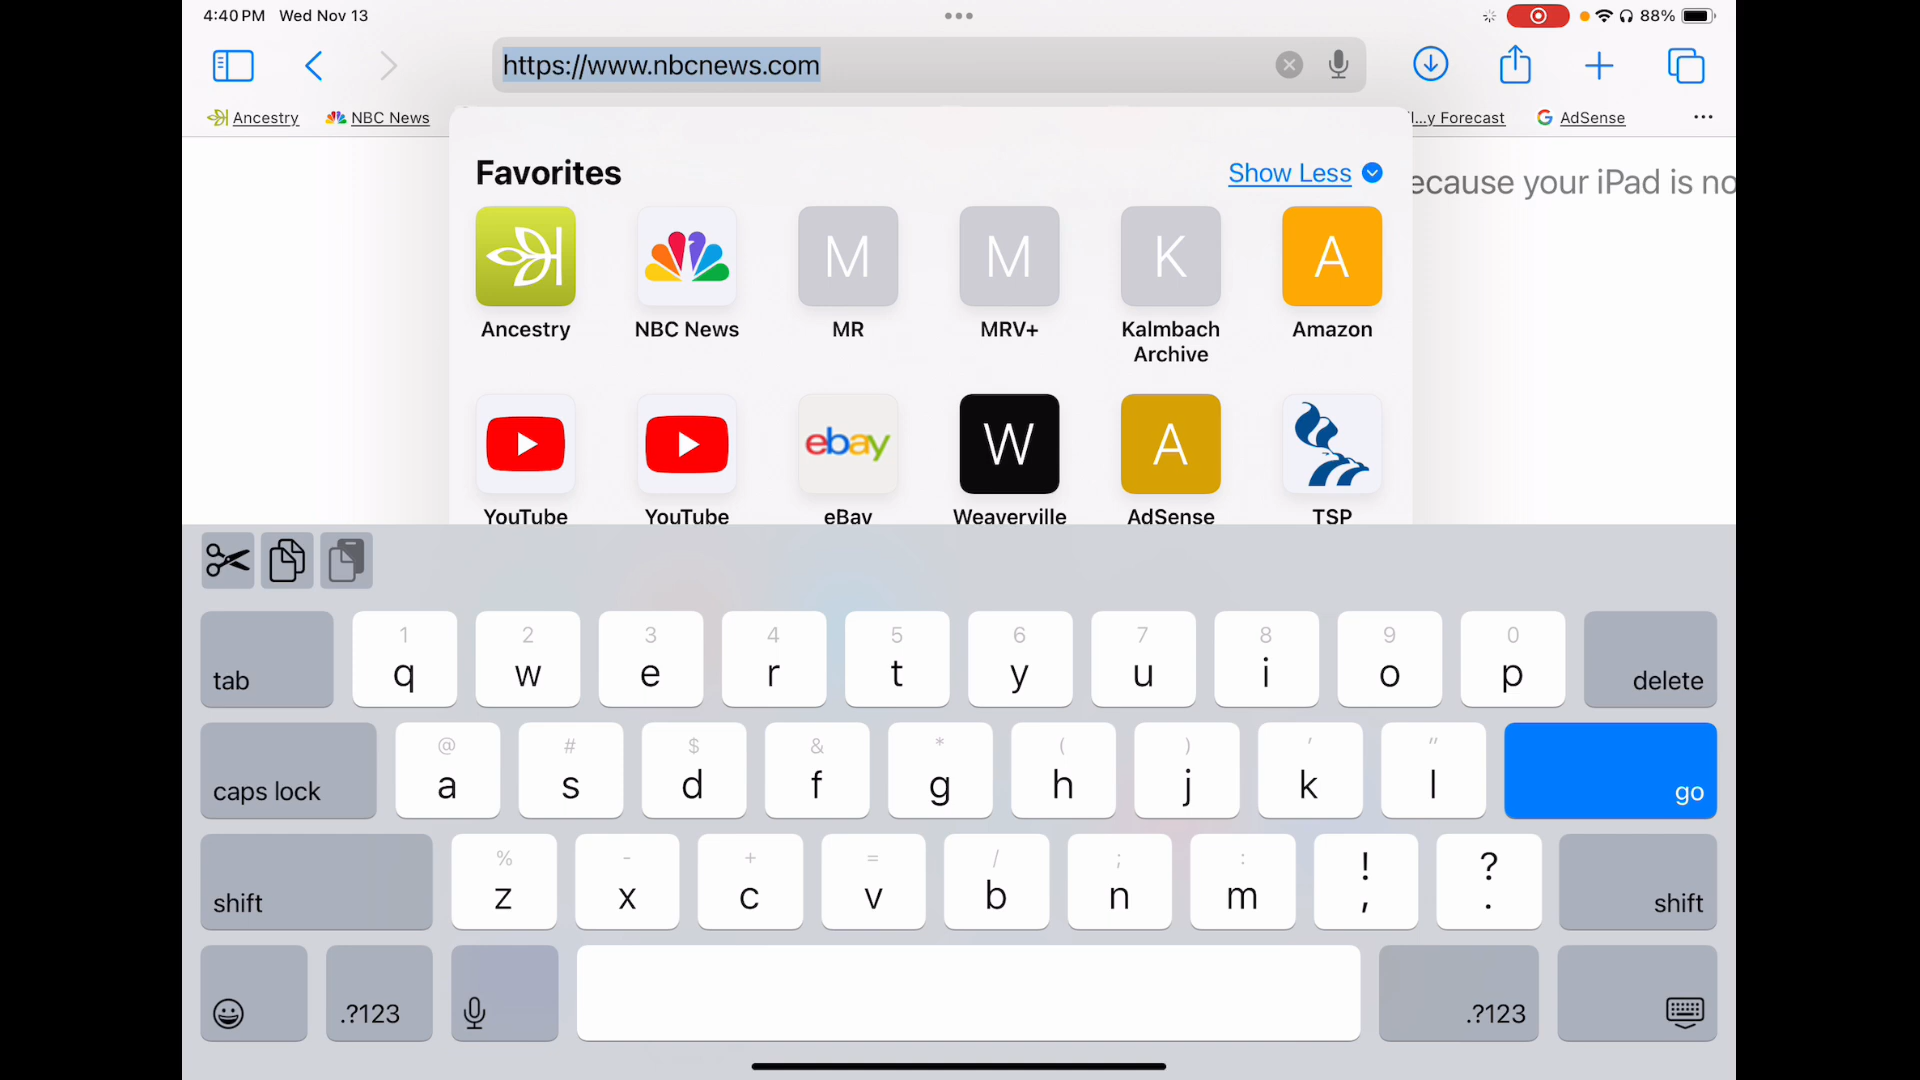 4:40 PM Wed Nov 13
88%
https://www.nbcnews.com
Ancestry
NBC News
l...y Forecast
AdSense
ecause your iPad is no
Favorites
Show Less
M
M
K
A
Ancestry
NBC News
MR
MRV+
Kalmbach
Archive
Amazon
ebay
W
A
YouTube
YouTube
eBay
Weaverville
AdSense
TSP
1 2 3 4 5 6 7 8 9 0
tab q w e r t y u i o p delete
@ # $ & * ( ) ' "
caps lock a s d f g h j k l go
% - + = / ; : ! ?
shift z x c v b n m , . shift
.?123
.?123